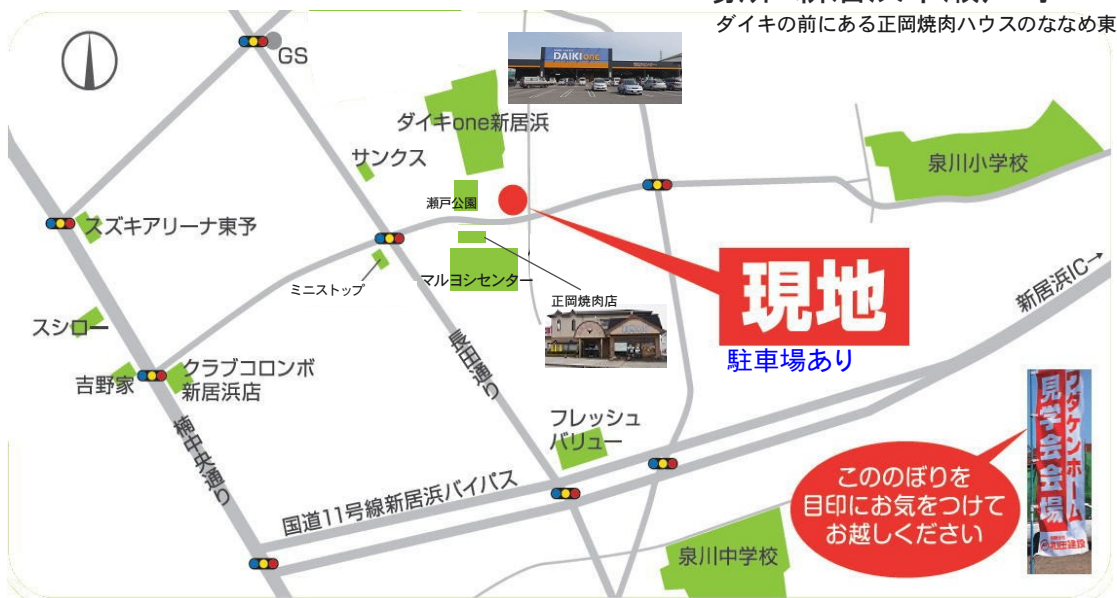 ダイキの前にある正岡焼肉ハウスのななめ東
GS
DAIKI one
ダイキone新居浜
サンクス
泉川小学校
瀬戸公園
スズキアリーナ東予
ミニストップ
マルヨシセンター
正岡焼肉店
現地
駐車場あり
新居浜IC→
スシロー
吉野家
クラブコロンボ
新居浜店
長田通り
楠中央通り
フレッシュ
バリュー
国道11号線新居浜バイパス
泉川中学校
こののぼりを
目印にお気をつけて
お越しください
ワダケンホーム
見学会会場